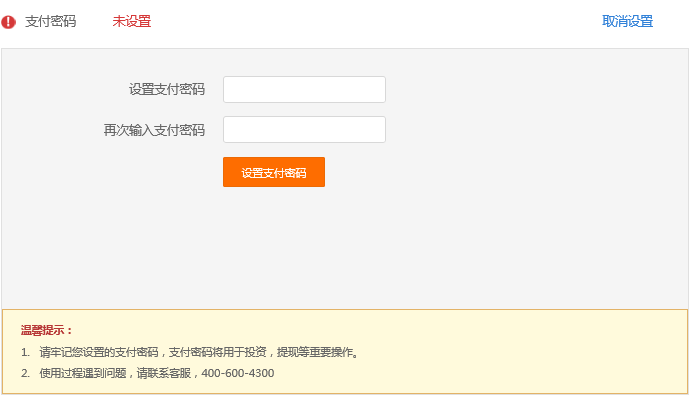 支付密码 未设置 取消设置
设置支付密码
再次输入支付密码
设置支付密码
温馨提示：
1. 请牢记您设置的支付密码，支付密码将用于投资，提现等重要操作。
2. 使用过程遇到问题，请联系客服，400-600-4300